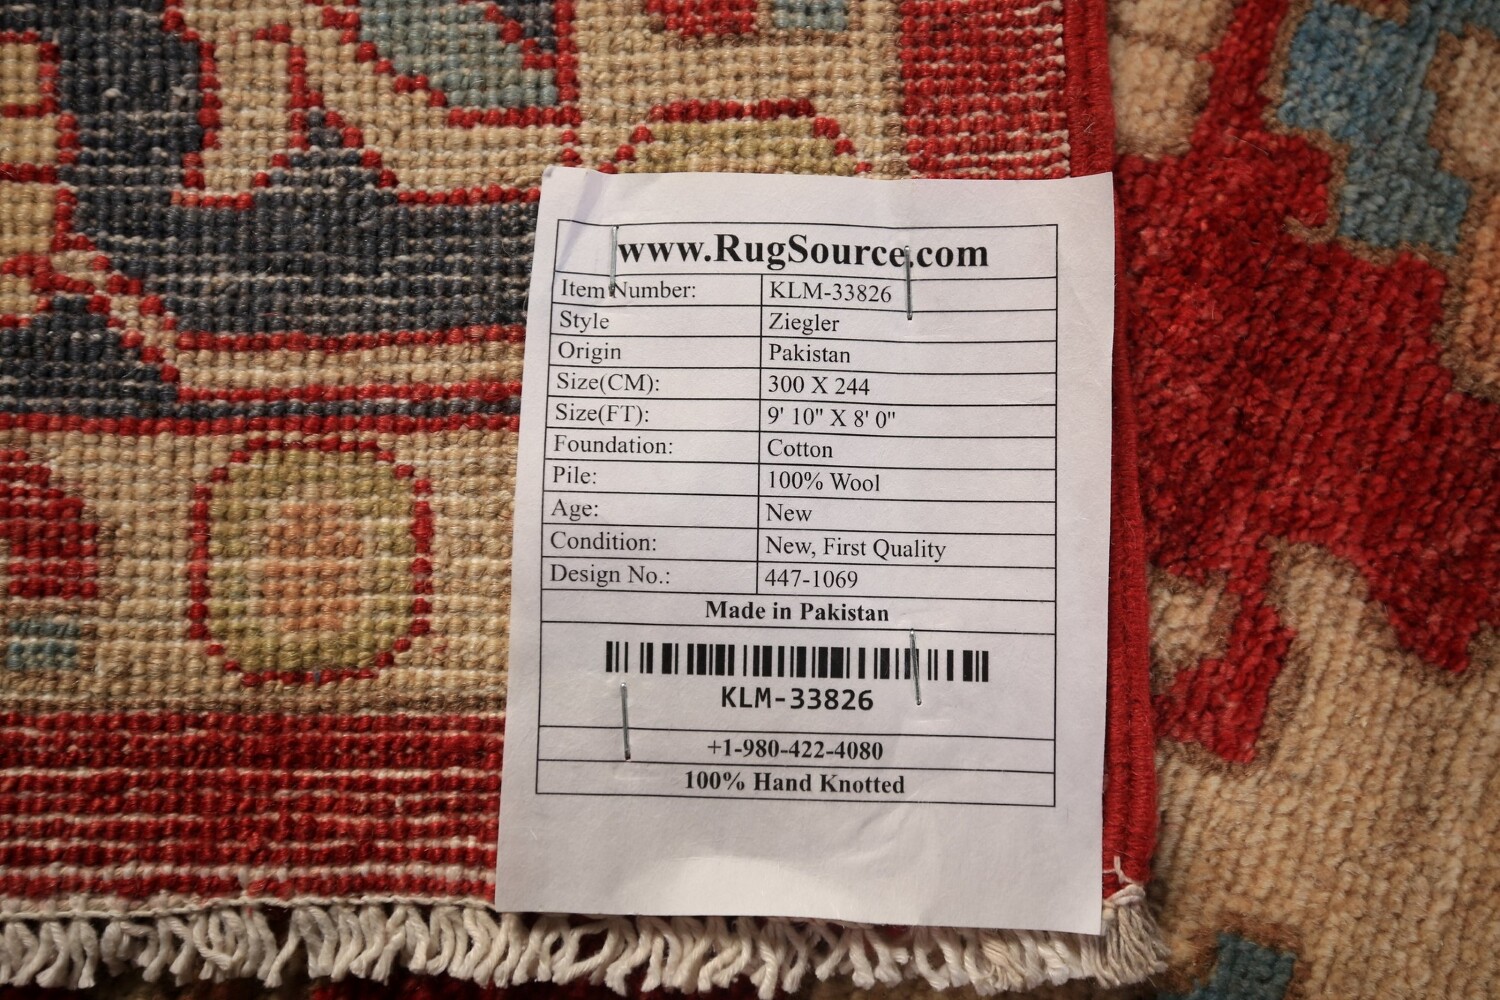 www.RugSource.com
Item Number: KLM-33826
Style Ziegler
Origin Pakistan
Size(CM): 300 X 244
Size(FT): 9' 10" X 8' 0"
Foundation: Cotton
Pile: 100% Wool
Age: New
Condition: New, First Quality
Design No.: 447-1069
Made in Pakistan
KLM-33826
+1-980-422-4080
100% Hand Knotted